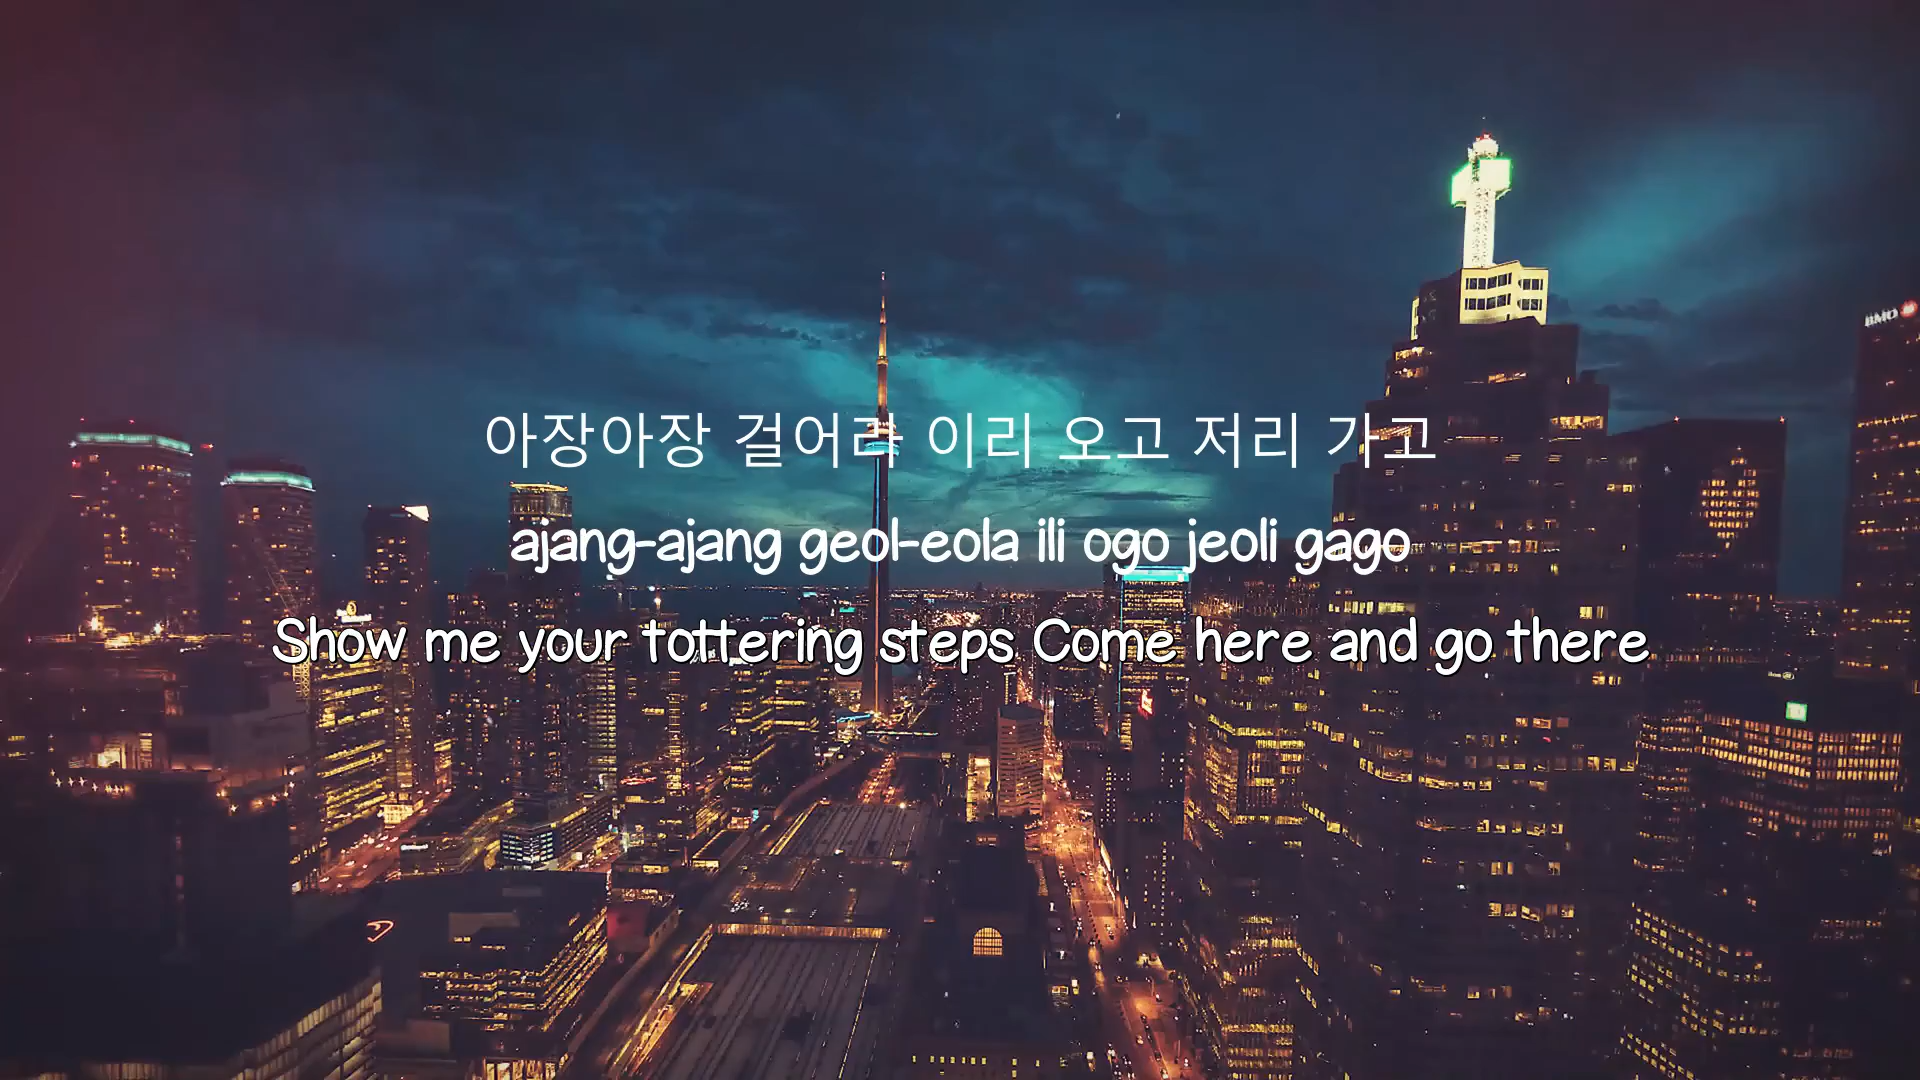 BMO
아장아장 걸어라 이리 오고 저리 가고
ajang-ajang geol-eola ili ogo jeoli gago
Show me your tottering steps Come here and go there